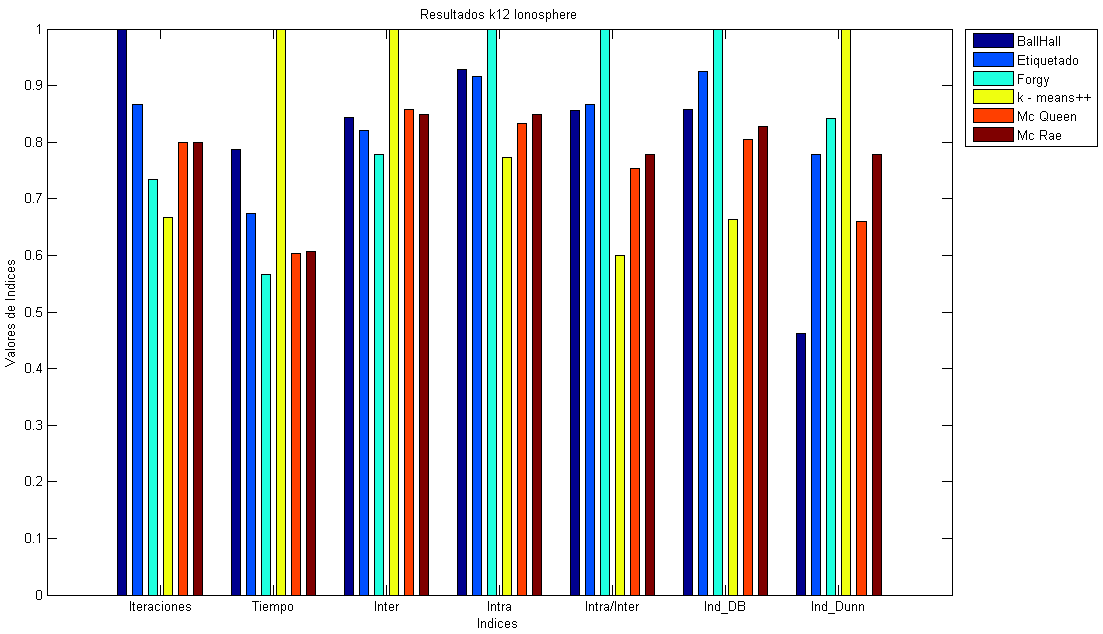 Resultados k12 Ionosphere
1
0.9
0.8
0.7
0.6
0.5
0.4
0.3
0.2
0.1
0
Valores de Indices
Iteraciones Tiempo Inter Intra Intra/Inter Ind_DB Ind_Dunn
Indices
BallHall
Etiquetado
Forgy
k - means++
Mc Queen
Mc Rae